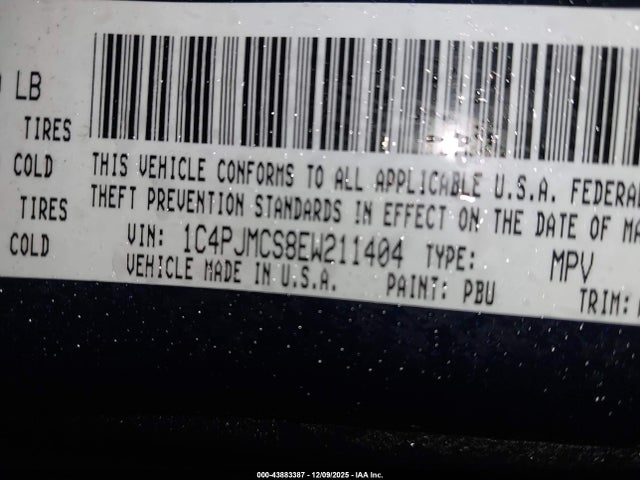 LB
TIRES
COLD THIS VEHICLE CONFORMS TO ALL APPLICABLE U.S.A. FEDERAL
TIRES THEFT PREVENTION STANDARDS IN EFFECT ON THE DATE OF MA
COLD VIN: 1C4PJMCS8EW211404 TYPE: MPV
VEHICLE MADE IN U.S.A. PAINT: PBU TRIM:
000-43883387 - 12/09/2025 - IAA Inc.